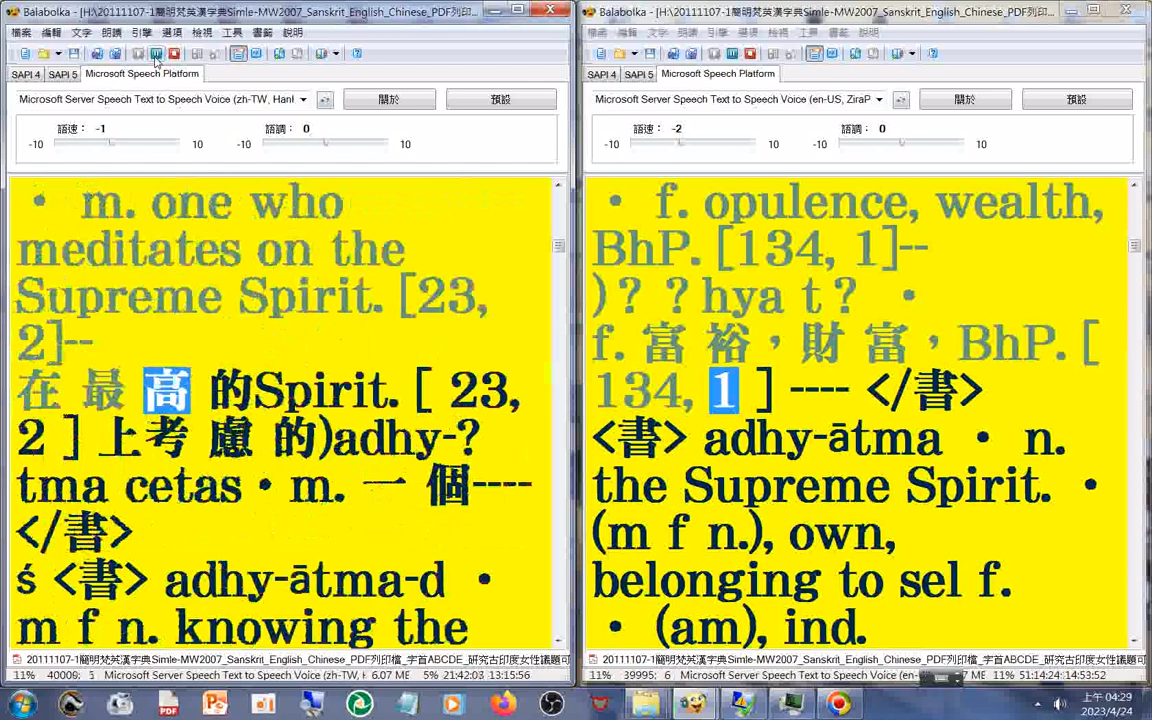 Balabolka - [H:\20111107-1簡明梵英漢字典Simle-MW2007_Sanskrit_English_Chinese_PDF列印...
檔案 編輯 文字 朗讀 引擎 選項 檢視 工具 書籤 說明
SAPI 4 SAPI 5 Microsoft Speech Platform
Microsoft Server Speech Text to Speech Voice (zh-TW, Hanl
關於
預設
語速： -1
語調： 0
-10 10 -10 10
• m. one who
meditates on the
Supreme Spirit. [23,
2]--
在 最 高 的Spirit. [ 23,
2 ] 上考 慮 的)adhy-?
tma cetas • m. 一 個----
</書>
ś <書> adhy-ātma-d •
m f n. knowing the
20111107-1簡明梵英漢字典Simle-MW2007_Sanskrit_English_Chinese_PDF列印檔_字首ABCDE_研究古印度女性議題可
11% 40009: Microsoft Server Speech Text to Speech Voice (zh-TW, H 6.07 ME 5% 21:42:03-13:15:56
Balabolka - [H:\20111107-1簡明梵英漢字典Simle-MW2007_Sanskrit_English_Chinese_PDF列印...
檔案 編輯 文字 朗讀 引擎 選項 檢視 工具 書籤 說明
SAPI 4 SAPI 5 Microsoft Speech Platform
Microsoft Server Speech Text to Speech Voice (en-US, ZiraP
關於
預設
語速： -2
語調： 0
-10 10 -10 10
• f. opulence, wealth,
BhP. [134, 1]--
)? ?hya t? •
f. 富 裕，財 富，BhP. [
134, 1 ] ---- </書>
<書> adhy-ātma • n.
the Supreme Spirit. •
(m f n.), own,
belonging to sel f.
• (am), ind.
20111107-1簡明梵英漢字典Simle-MW2007_Sanskrit_English_Chinese_PDF列印檔_字首ABCDE_研究古印度女性議題可
11% 39995: 6 Microsoft Server Speech Text to Speech Voice (en-US, ME 11% 51:14:24-14:53:52
上午 04:29
2023/4/24